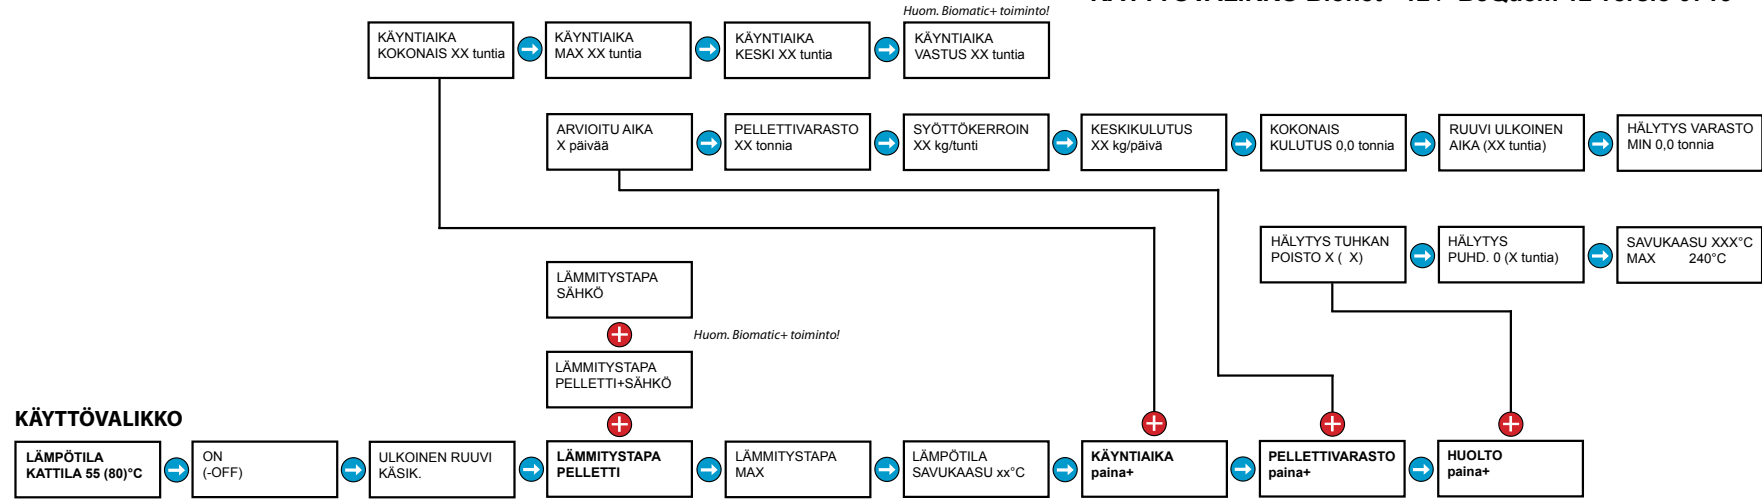 Huom. Biomatic+ toiminto!
KÄYNTIAIKA
KOKONAIS XX tuntia
KÄYNTIAIKA
MAX XX tuntia
KÄYNTIAIKA
KESKI XX tuntia
KÄYNTIAIKA
VASTUS XX tuntia
ARVIOITU AIKA
X päivää
PELLETTIVARASTO
XX tonnia
SYÖTTÖKERROIN
XX kg/tunti
KESKIKULUTUS
XX kg/päivä
KOKONAIS
KULUTUS 0,0 tonnia
RUUVI ULKOINEN
AIKA (XX tuntia)
HÄLYTYS VARASTO
MIN 0,0 tonnia
HÄLYTYS TUHKAN
POISTO X ( X)
HÄLYTYS
PUHD. 0 (X tuntia)
SAVUKAASU XXX°C
MAX 240°C
LÄMMITYSTAPA
SÄHKÖ
Huom. Biomatic+ toiminto!
LÄMMITYSTAPA
PELLETTI+SÄHKÖ
KÄYTTÖVALIKKO
LÄMPÖTILA
KATTILA 55 (80)°C
ON
(-OFF)
ULKOINEN RUUVI
KÄSIK.
LÄMMITYSTAPA
PELLETTI
LÄMMITYSTAPA
MAX
LÄMPÖTILA
SAVUKAASU xx°C
KÄYNTIAIKA
paina+
PELLETTIVARASTO
paina+
HUOLTO
paina+